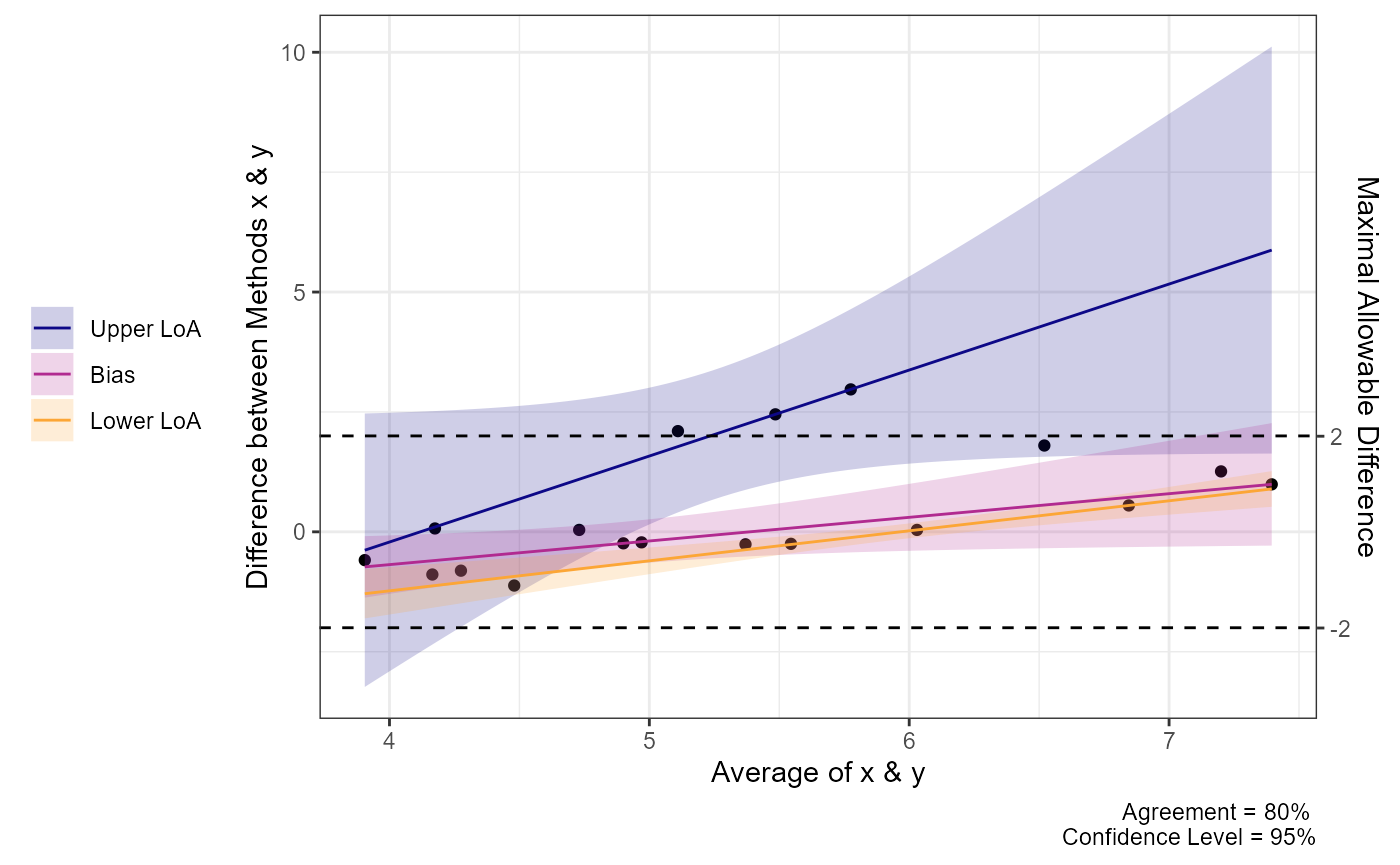 Upper LoA
Bias
Lower LoA
Difference between Methods x & y
10
5
0
2
-2
Maximal Allowable Difference
4
5
6
7
Average of x & y
Agreement = 80%
Confidence Level = 95%